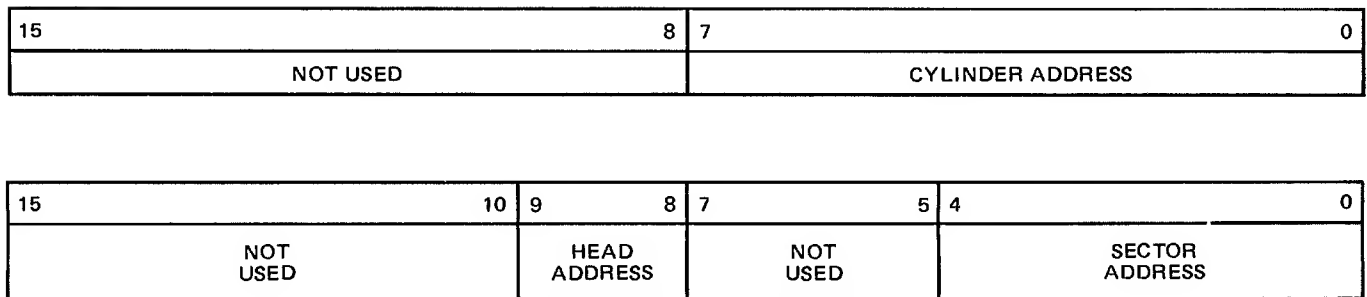 15 8 7 0
NOT USED CYLINDER ADDRESS
15 10 9 8 7 5 4 0
NOT HEAD NOT SECTOR
USED ADDRESS USED ADDRESS